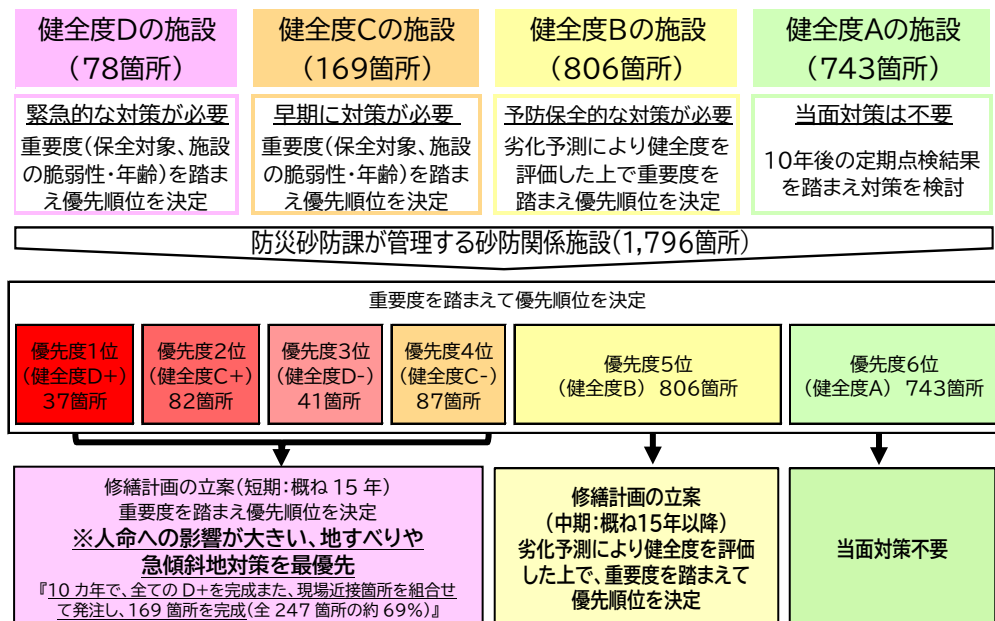 健全度Dの施設
(78箇所)
健全度Cの施設
(169箇所)
健全度Bの施設
(806箇所)
健全度Aの施設
(743箇所)
緊急的な対策が必要
重要度(保全対象、施設
の脆弱性・年齢)を踏ま
え優先順位を決定
早期に対策が必要
重要度(保全対象、施設
の脆弱性・年齢)を踏ま
え優先順位を決定
予防保全的な対策が必要
劣化予測により健全度を
評価した上で重要度を
踏まえ優先順位を決定
当面対策は不要
10年後の定期点検結果
を踏まえ対策を検討
防災砂防課が管理する砂防関係施設(1,796箇所)
重要度を踏まえて優先順位を決定
優先度1位
(健全度D+)
37箇所
優先度2位
(健全度C+)
82箇所
優先度3位
(健全度D-)
41箇所
優先度4位
(健全度C-)
87箇所
優先度5位
(健全度B) 806箇所
優先度6位
(健全度A) 743箇所
修繕計画の立案(短期:概ね 15 年)
重要度を踏まえ優先順位を決定
※人命への影響が大きい、地すべりや
急傾斜地対策を最優先
『10 カ年で、全ての D+を完成また、現場近接箇所を組合せ
て発注し、169 箇所を完成(全 247 箇所の約 69%)』
修繕計画の立案
(中期:概ね15年以降)
劣化予測により健全度を評価
した上で、重要度を踏まえて
優先順位を決定
当面対策不要